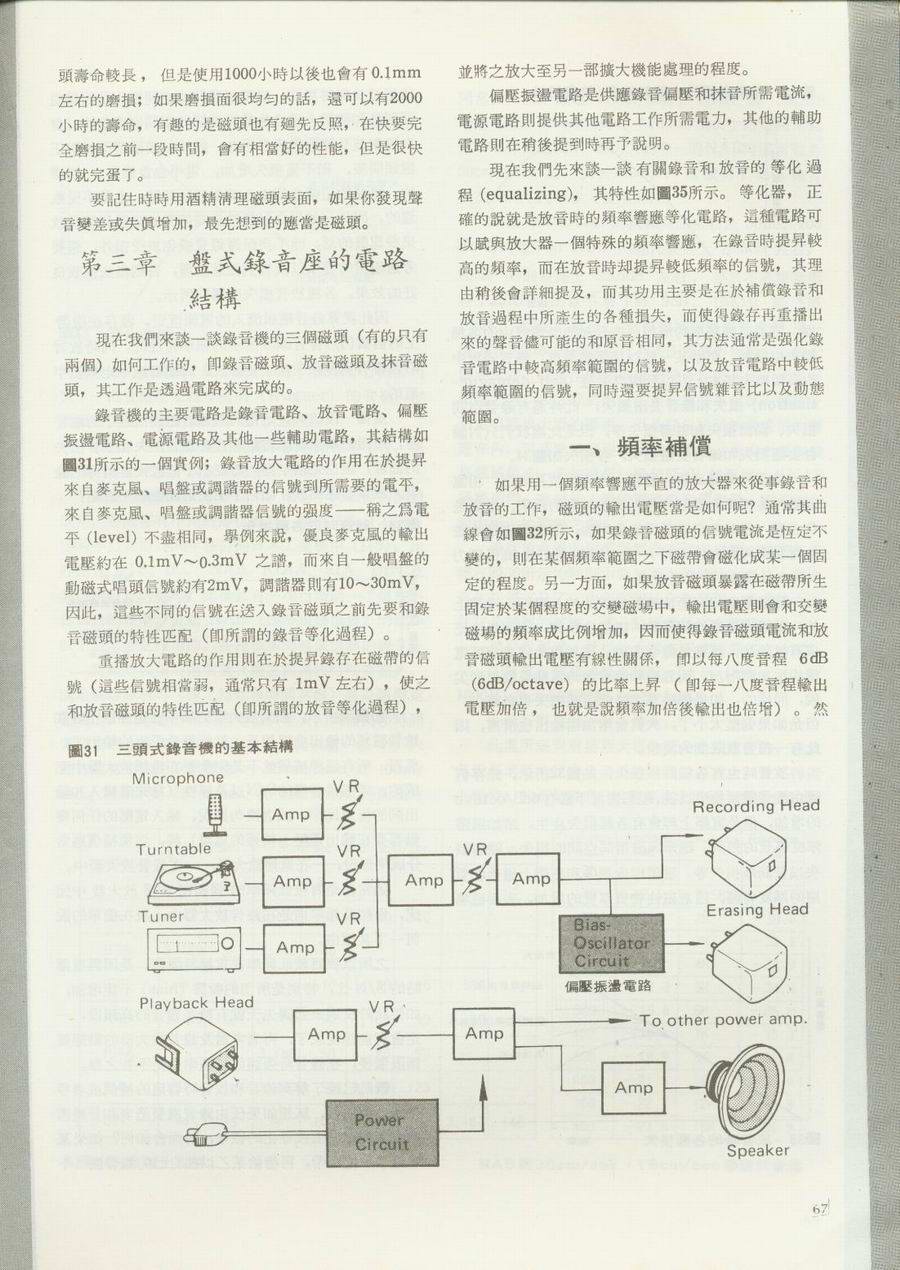 頭壽命較長，但是使用1000小時以後也會有0.1mm
左右的磨損；如果磨損面很均勻的話，還可以有2000
小時的壽命，有趣的是磁頭也有廻先反照，在快要完
全磨損之前一段時間，會有相當好的性能，但是很快
的就完蛋了。
要記住時時用酒精清理磁頭表面，如果你發現聲
音變差或失眞增加，最先想到的應當是磁頭。
第三章　盤式錄音座的電路
結構
現在我們來談一談錄音機的三個磁頭（有的只有
兩個）如何工作的，卽錄音磁頭、放音磁頭及抹音磁
頭，其工作是透過電路來完成的。
錄音機的主要電路是錄音電路、放音電路、偏壓
振盪電路、電源電路及其他一些輔助電路，其結構如
圖31所示的一個實例；錄音放大電路的作用在於提昇
來自麥克風、唱盤或調諧器的信號到所需要的電平，
來自麥克風、唱盤或調諧器信號的强度——稱之爲電
平 (level) 不盡相同，擧例來說，優良麥克風的輸出
電壓約在 0.1mV～0.3mV 之譜，而來自一般唱盤的
動磁式唱頭信號約有2mV，調諧器則有10～30mV，
因此，這些不同的信號在送入錄音磁頭之前先要和錄
音磁頭的特性匹配（卽所謂的錄音等化過程）。
重播放大電路的作用則在於提昇錄存在磁帶的信
號（這些信號相當弱，通常只有 1mV 左右），使之
和放音磁頭的特性匹配（卽所謂的放音等化過程），
並將之放大至另一部擴大機能處理的程度。
偏壓振盪電路是供應錄音偏壓和抹音所需電流，
電源電路則提供其他電路工作所需電力，其他的輔助
電路則在稍後提到時再予說明。
現在我們先來談一談有關錄音和放音的等化過
程 (equalizing)，其特性如圖35所示。等化器，正
確的說就是放音時的頻率響應等化電路，這種電路可
以賦與放大器一個特殊的頻率響應，在錄音時提昇較
高的頻率，而在放音時却提昇較低頻率的信號，其理
由稍後會詳細提及，而其功用主要是在於補償錄音和
放音過程中所產生的各種損失，而使得錄存再重播出
來的聲音儘可能的和原音相同，其方法通常是强化錄
音電路中較高頻率範圍的信號，以及放音電路中較低
頻率範圍的信號，同時還要提昇信號雜音比以及動態
範圍。
一、頻率補償
如果用一個頻率響應平直的放大器來從事錄音和
放音的工作，磁頭的輸出電壓當是如何呢？通常其曲
線會如圖32所示，如果錄音磁頭的信號電流是恆定不
變的，則在某個頻率範圍之下磁帶會磁化成某一個固
定的程度。另一方面，如果放音磁頭暴露在磁帶所生
固定於某個程度的交變磁場中，輸出電壓則會和交變
磁場的頻率成比例增加，因而使得錄音磁頭電流和放
音磁頭輸出電壓有線性關係，卽以每八度音程 6dB
(6dB/octave) 的比率上昇（卽每一八度音程輸出
電壓加倍，也就是說頻率加倍後輸出也倍增）。然
圖31　三頭式錄音機的基本結構
Microphone
VR
Amp
Recording Head
Turntable
VR
VR
Amp
Amp
Amp
Tuner
VR
Amp
Erasing Head
Bias-
Oscillator
Circuit
偏壓振盪電路
Playback Head
VR
Amp
Amp
To other power amp.
Amp
Power
Circuit
Speaker
67